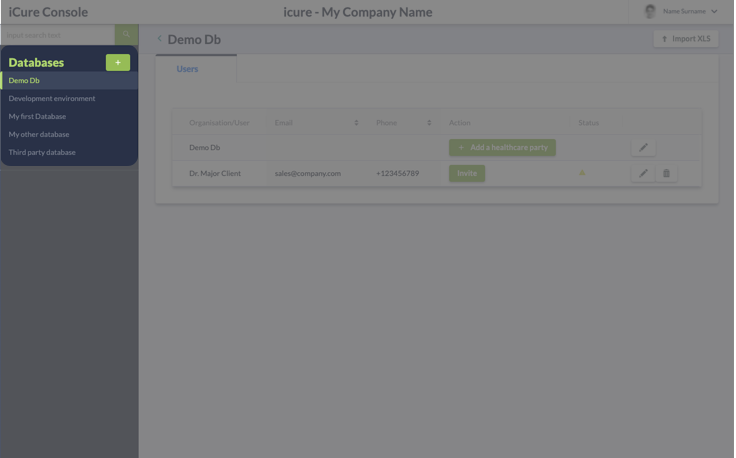 iCure Console
icure - My Company Name
Name Surname
Input search text
Demo Db
Import XLS
Databases
+
Demo Db
Development environment
My first Database
My other database
Third party database
Users
Organisation/User Email Phone Action Status
Demo Db + Add a healthcare party
Dr. Major Client sales@company.com +123456789 Invite